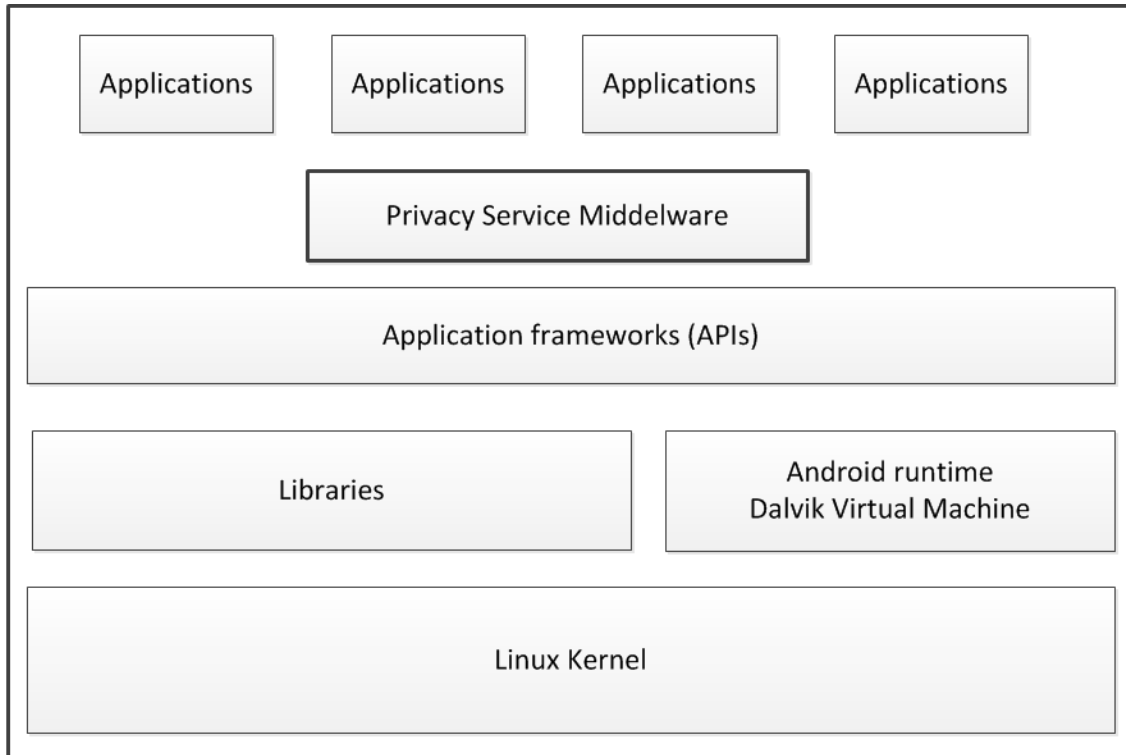 Applications
Applications
Applications
Applications
Privacy Service Middelware
Application frameworks (APIs)
Libraries
Android runtime
Dalvik Virtual Machine
Linux Kernel